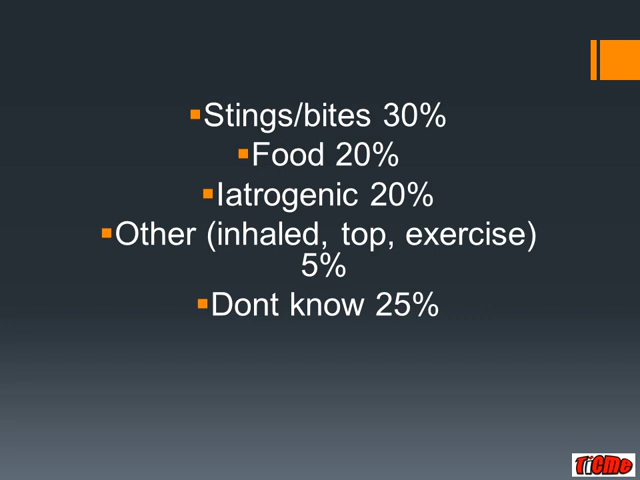 ▪Stings/bites 30%
▪Food 20%
▪Iatrogenic 20%
▪Other (inhaled, top, exercise)
5%
▪Dont know 25%
TiCMe